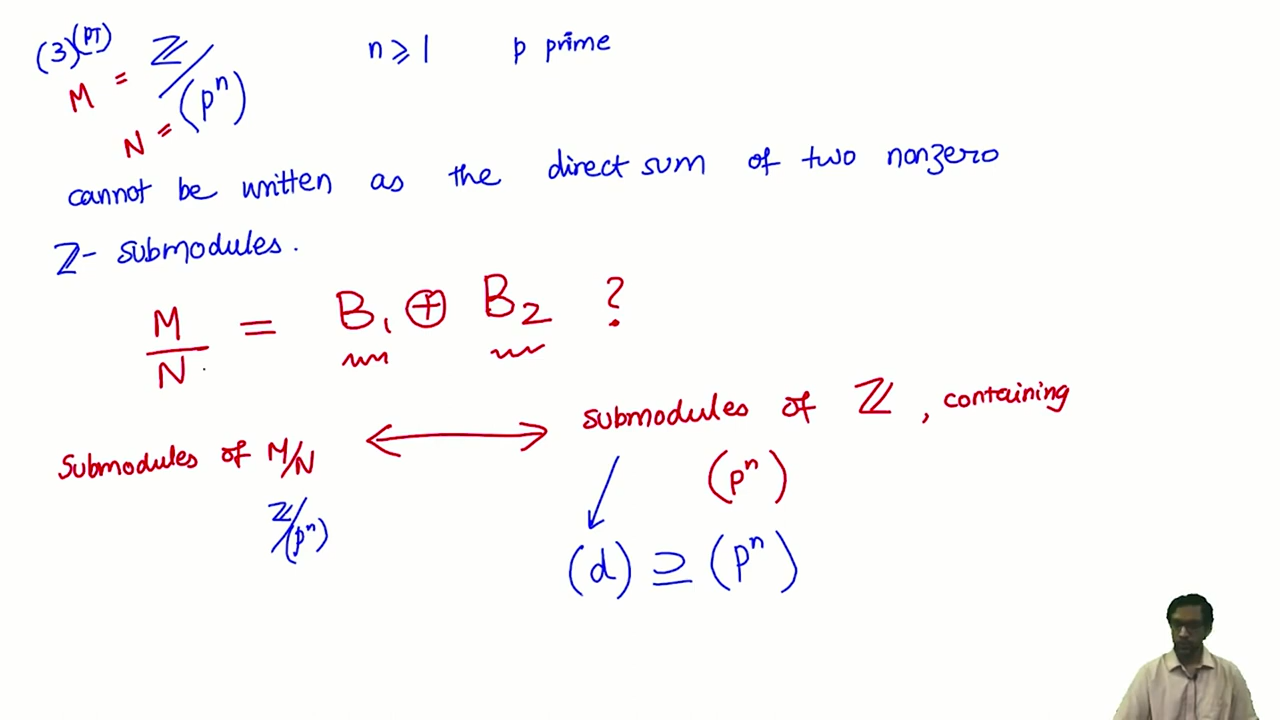 (3)(PT) ℤ/(pⁿ) n ≥ 1 p prime
M =
N =
cannot be written as the direct sum of two nonzero
ℤ- submodules.
M/N = B₁ ⊕ B₂ ?
submodules of ℤ, containing
Submodules of M/N ⟷ (pⁿ)
ℤ/(pⁿ)
(d) ⊇ (pⁿ)